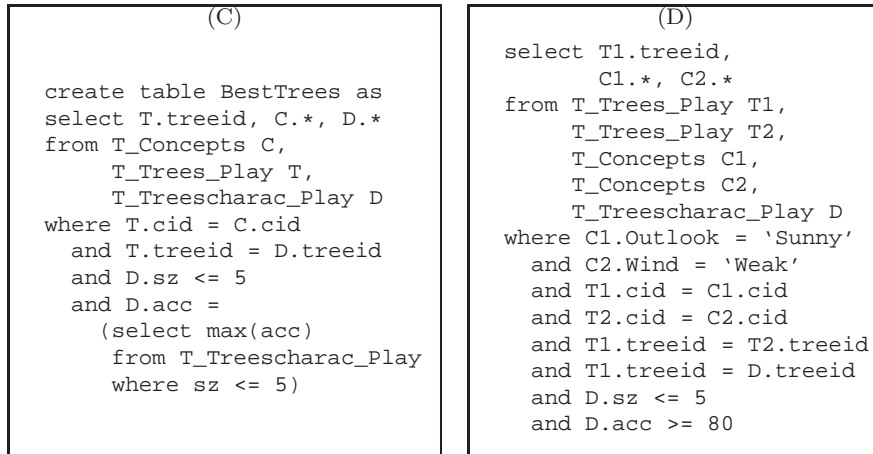 (C)
create table BestTrees as
select T.treeid, C.*, D.*
from T_Concepts C,
T_Trees_Play T,
T_Treescharac_Play D
where T.cid = C.cid
and T.treeid = D.treeid
and D.sz <= 5
and D.acc =
(select max(acc)
from T_Treescharac_Play
where sz <= 5)
(D)
select T1.treeid,
C1.*, C2.*
from T_Trees_Play T1,
T_Trees_Play T2,
T_Concepts C1,
T_Concepts C2,
T_Treescharac_Play D
where C1.Outlook = ‘Sunny’
and C2.Wind = ‘Weak’
and T1.cid = C1.cid
and T2.cid = C2.cid
and T1.treeid = T2.treeid
and T1.treeid = D.treeid
and D.sz <= 5
and D.acc >= 80